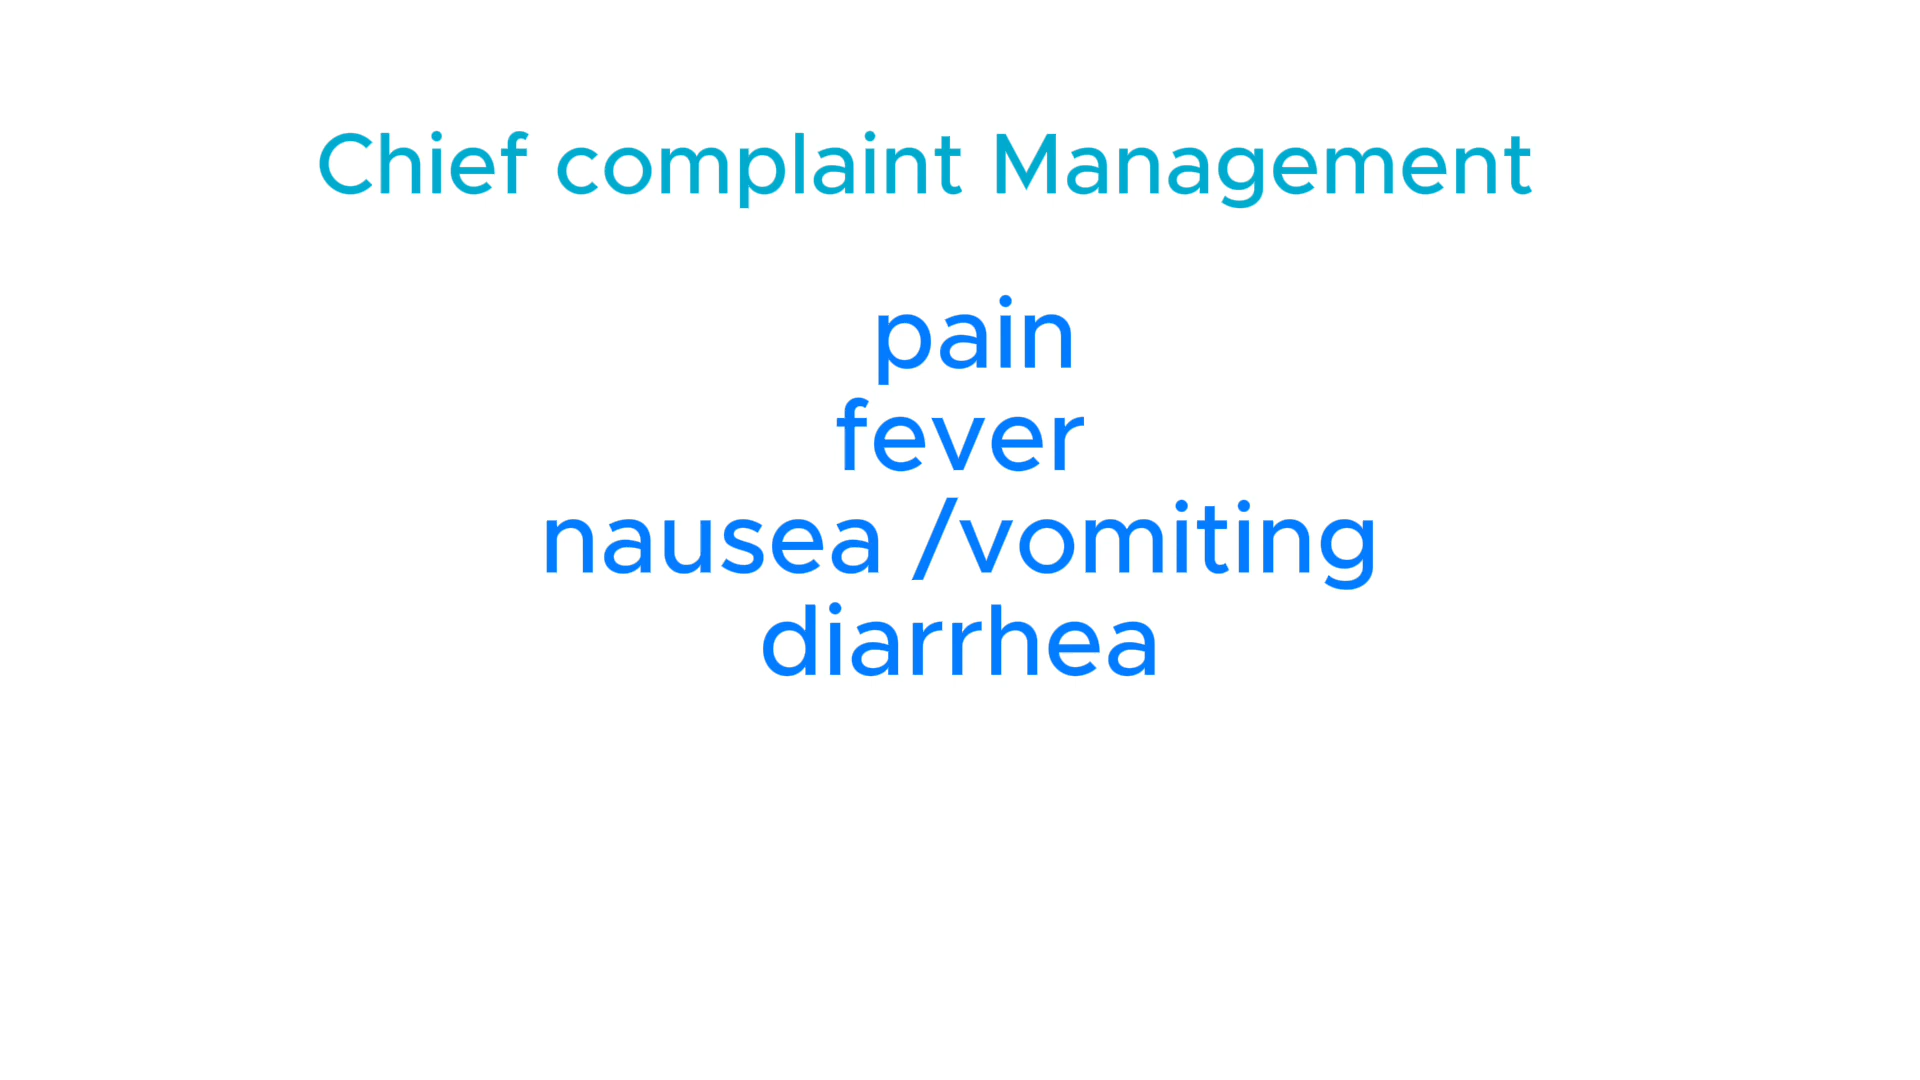 Chief complaint Management
pain
fever
nausea /vomiting
diarrhea